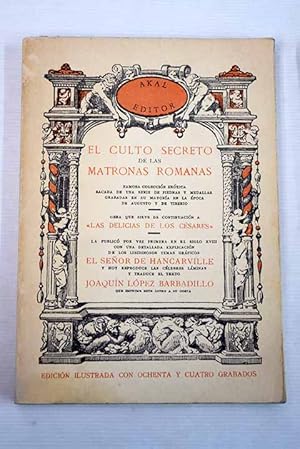 AKAL
EDITOR
EL CULTO SECRETO
DE LAS
MATRONAS ROMANAS
FAMOSA COLECCIÓN ERÓTICA
SACADA DE UNA SERIE DE PIEDRAS Y MEDALLAS
GRABADAS EN SU MAYORÍA EN LA ÉPOCA
DE AUGUSTO Y DE TIBERIO
OBRA QUE SIRVE DE CONTINUACIÓN A
«LAS DELICIAS DE LOS CÉSARES»
LA PUBLICÓ POR VEZ PRIMERA EN EL SIGLO XVIII
CON UNA DETALLADA EXPLICACIÓN
DE LOS LICENCIOSOS TEMAS GRÁFICOS
EL SEÑOR DE HANCARVILLE
Y HOY REPRODUCE LAS CÉLEBRES LÁMINAS
Y TRADUCE EL TEXTO
JOAQUÍN LÓPEZ BARBADILLO
QUE ESTO
EDICIÓN ILUSTRADA CON OCHENTA Y CUATRO GRABADOS